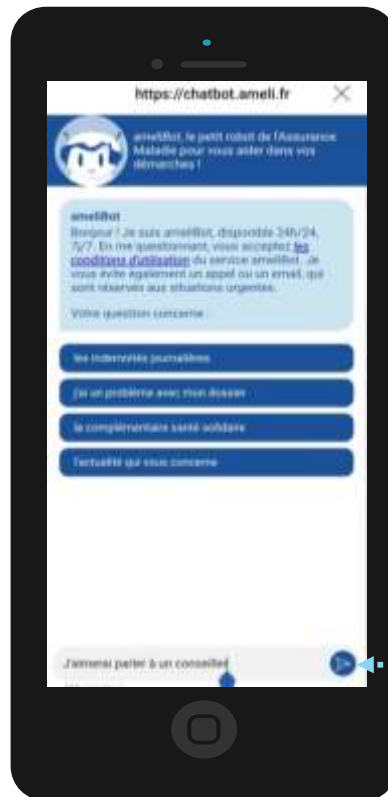 https://chatbot.ameli.fr
ameliBot, le petit robot de l'Assurance
Maladie pour vous aider dans vos
démarches !
ameliBot
Bonjour ! Je suis ameliBot, disponible 24h/24,
7j/7. En me questionnant, vous acceptez les
conditions d'utilisation du service ameliBot. Je
vous évite également un appel ou un email, qui
sont réservés aux situations urgentes.
Votre question concerne
les indemnités journalières
j'ai un problème avec mon dossier
la complémentaire santé solidaire
l'actualité qui vous concerne
J'aimerai parler à un conseiller